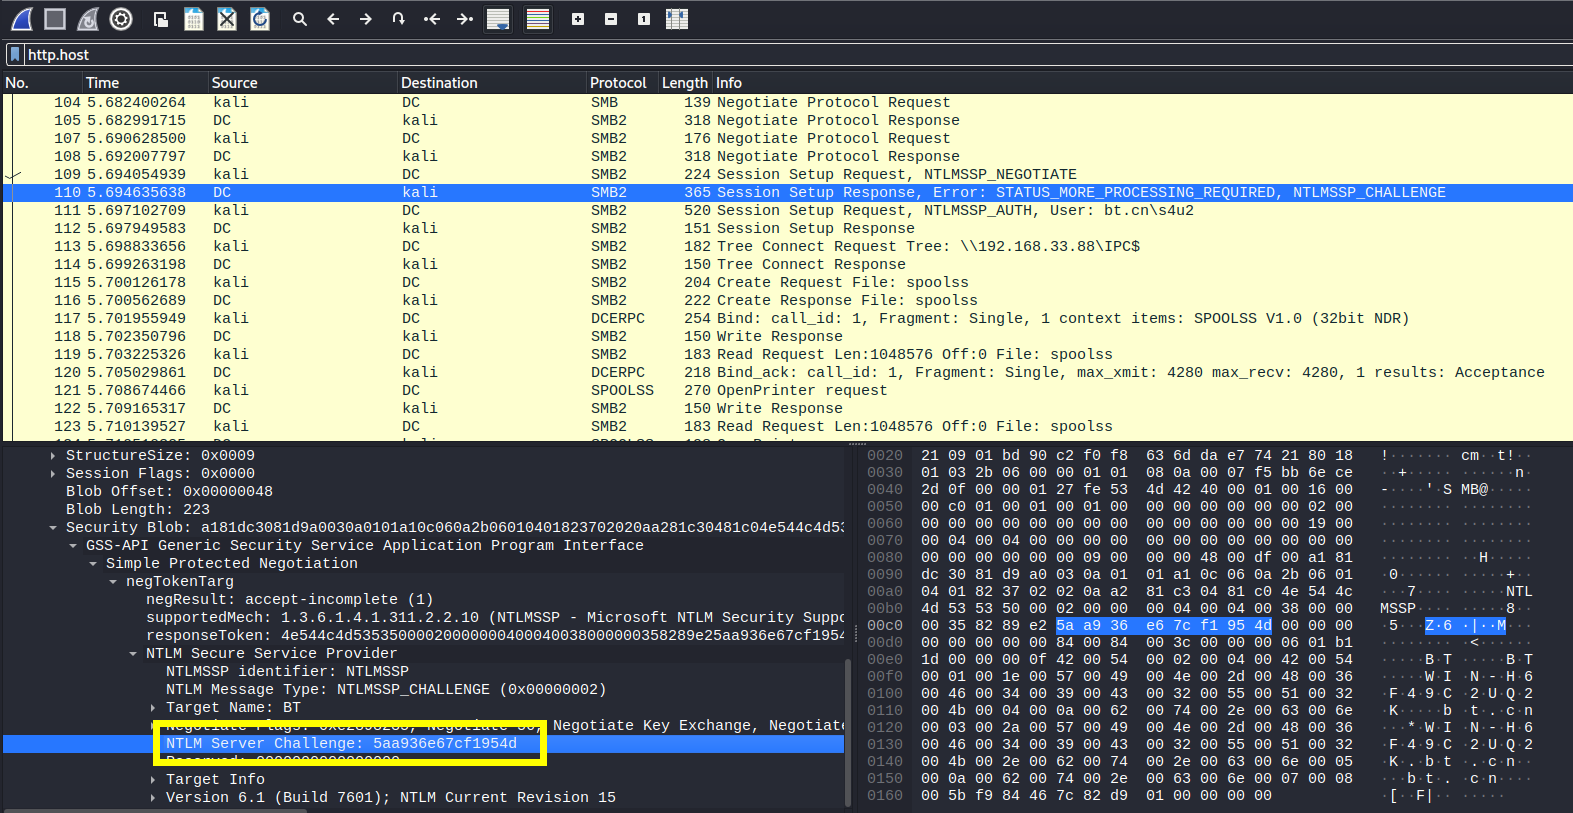 http.host
No. Time Source Destination Protocol Length Info
104 5.682400264 kali DC SMB 139 Negotiate Protocol Request
105 5.682991715 DC kali SMB2 318 Negotiate Protocol Response
107 5.690628500 kali DC SMB2 176 Negotiate Protocol Request
108 5.692007797 DC kali SMB2 318 Negotiate Protocol Response
109 5.694054939 kali DC SMB2 224 Session Setup Request, NTLMSSP_NEGOTIATE
110 5.694635638 DC kali SMB2 365 Session Setup Response, Error: STATUS_MORE_PROCESSING_REQUIRED, NTLMSSP_CHALLENGE
111 5.697102709 kali DC SMB2 520 Session Setup Request, NTLMSSP_AUTH, User: bt.cn\s4u2
112 5.697949583 DC kali SMB2 151 Session Setup Response
113 5.698833656 kali DC SMB2 182 Tree Connect Request Tree: \\192.168.33.88\IPC$
114 5.699263198 DC kali SMB2 150 Tree Connect Response
115 5.700126178 kali DC SMB2 204 Create Request File: spoolss
116 5.700562689 DC kali SMB2 222 Create Response File: spoolss
117 5.701955949 kali DC DCERPC 254 Bind: call_id: 1, Fragment: Single, 1 context items: SPOOLSS V1.0 (32bit NDR)
118 5.702350796 DC kali SMB2 150 Write Response
119 5.703225326 kali DC SMB2 183 Read Request Len:1048576 Off:0 File: spoolss
120 5.705029861 DC kali DCERPC 218 Bind_ack: call_id: 1, Fragment: Single, max_xmit: 4280 max_recv: 4280, 1 results: Acceptance
121 5.708674466 kali DC SPOOLSS 270 OpenPrinter request
122 5.709165317 DC kali SMB2 150 Write Response
123 5.710139527 kali DC SMB2 183 Read Request Len:1048576 Off:0 File: spoolss
StructureSize: 0x0009
Session Flags: 0x0000
Blob Offset: 0x00000048
Blob Length: 223
Security Blob: a181dc3081d9a0030a0101a10c060a2b06010401823702020aa281c30481c04e544c4d53
GSS-API Generic Security Service Application Program Interface
Simple Protected Negotiation
negTokenTarg
negResult: accept-incomplete (1)
supportedMech: 1.3.6.1.4.1.311.2.2.10 (NTLMSSP - Microsoft NTLM Security Suppo
responseToken: 4e544c4d53535000020000000400040038000000358289e25aa936e67cf1954
NTLM Secure Service Provider
NTLMSSP identifier: NTLMSSP
NTLM Message Type: NTLMSSP_CHALLENGE (0x00000002)
Target Name: BT
Negotiate Key Exchange, Negotiate
NTLM Server Challenge: 5aa936e67cf1954d
Target Info
Version 6.1 (Build 7601); NTLM Current Revision 15
0020 21 09 01 bd 90 c2 f0 f8 63 6d da e7 74 21 80 18 !·······cm··t!··
0030 01 03 2b 06 00 00 01 01 08 0a 00 07 f5 bb 6e ce ··+···········n·
0040 2d 0f 00 00 01 27 fe 53 4d 42 40 00 01 00 16 00 -····'·SMB@·····
0050 00 c0 01 00 01 00 01 00 00 00 00 00 00 00 02 00 ················
0060 00 00 00 00 00 00 00 00 00 00 00 00 00 00 19 00 ················
0070 00 04 00 04 00 00 00 00 00 00 00 00 00 00 00 00 ················
0080 00 00 00 00 00 00 09 00 00 00 48 00 df 00 a1 81 ··········H·····
0090 dc 30 81 d9 a0 03 0a 01 01 a1 0c 06 0a 2b 06 01 ·0···········+··
00a0 04 01 82 37 02 02 0a a2 81 c3 04 81 c0 4e 54 4c ···7·········NTL
00b0 4d 53 53 50 00 02 00 00 00 04 00 04 00 38 00 00 MSSP·········8··
00c0 00 35 82 89 e2 5a a9 36 e6 7c f1 95 4d 00 00 00 ·5···Z·6·|··M···
00d0 00 00 00 00 00 84 00 84 00 3c 00 00 00 06 01 b1 ·········<······
00e0 1d 00 00 00 0f 42 00 54 00 02 00 04 00 42 00 54 ·····B·T·····B·T
00f0 00 01 00 1e 00 57 00 49 00 4e 00 2d 00 48 00 36 ·····W·I·N·-·H·6
0100 00 46 00 34 00 39 00 43 00 32 00 55 00 51 00 32 ·F·4·9·C·2·U·Q·2
0110 00 4b 00 04 00 0a 00 62 00 74 00 2e 00 63 00 6e ·K·····b·t·.·c·n
0120 00 03 00 2a 00 57 00 49 00 4e 00 2d 00 48 00 36 ···*·W·I·N·-·H·6
0130 00 46 00 34 00 39 00 43 00 32 00 55 00 51 00 32 ·F·4·9·C·2·U·Q·2
0140 00 4b 00 2e 00 62 00 74 00 2e 00 63 00 6e 00 05 ·K·.·b·t·.·c·n··
0150 00 0a 00 62 00 74 00 2e 00 63 00 6e 00 07 00 08 ···b·t·.·c·n····
0160 00 5b f9 84 46 7c 82 d9 01 00 00 00 00 ·[··F|·······